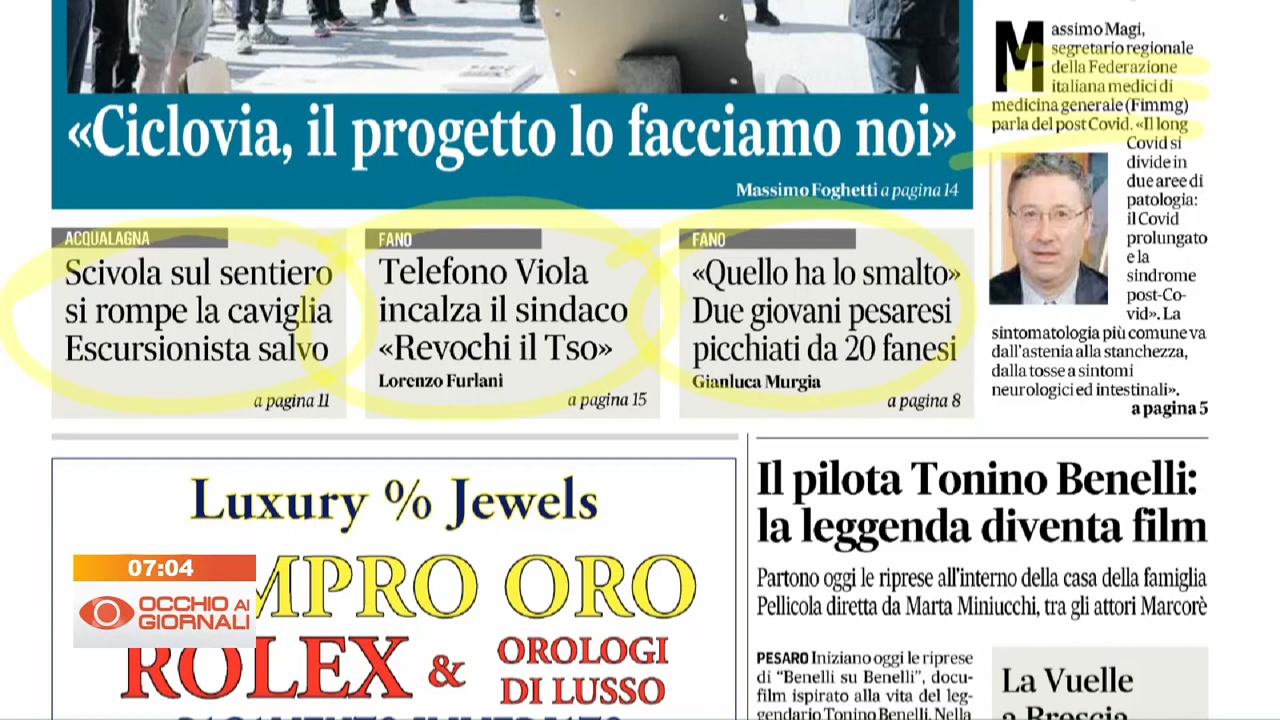 «Ciclovia, il progetto lo facciamo noi»
Massimo Foghetti a pagina 14
ACQUALAGNA
Scivola sul sentiero
si rompe la caviglia
Escursionista salvo
a pagina 11
FANO
Telefono Viola
incalza il sindaco
«Revochi il Tso»
Lorenzo Furlani
a pagina 15
FANO
«Quello ha lo smalto»
Due giovani pesaresi
picchiati da 20 fanesi
Gianluca Murgia
a pagina 8
Massimo Magi,
segretario regionale
della Federazione
italiana medici di
medicina generale (Fimmg)
parla del post Covid. «Il long
Covid si
divide in
due aree di
patologia:
il Covid
prolungato
e la
sindrome
post-Co-
vid». La
sintomatologia più comune va
dall'astenia alla stanchezza,
dalla tosse a sintomi
neurologici ed intestinali».
a pagina 5
Luxury % Jewels
MPRO ORO
ROLEX & OROLOGI
DI LUSSO
07:04
OCCHIO AI
GIORNALI
Il pilota Tonino Benelli:
la leggenda diventa film
Partono oggi le riprese all'interno della casa della famiglia
Pellicola diretta da Marta Miniucchi, tra gli attori Marcorè
PESARO Iniziano oggi le riprese
di "Benelli su Benelli", docu-
film ispirato alla vita del leg-
gendario Tonino Benelli. Nella
La Vuelle
a Brescia